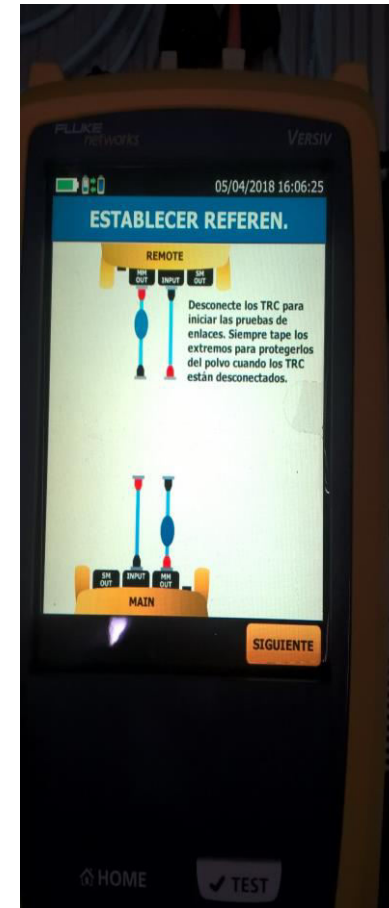 FLUKE
networks
VERSIV
05/04/2018 16:06:25
ESTABLECER REFEREN.
REMOTE
MM
OUT
INPUT
SM
OUT
Desconecte los TRC para
iniciar las pruebas de
enlaces. Siempre tape los
extremos para protegerlos
del polvo cuando los TRC
están desconectados.
SM
OUT
INPUT
MM
OUT
MAIN
SIGUIENTE
HOME
TEST